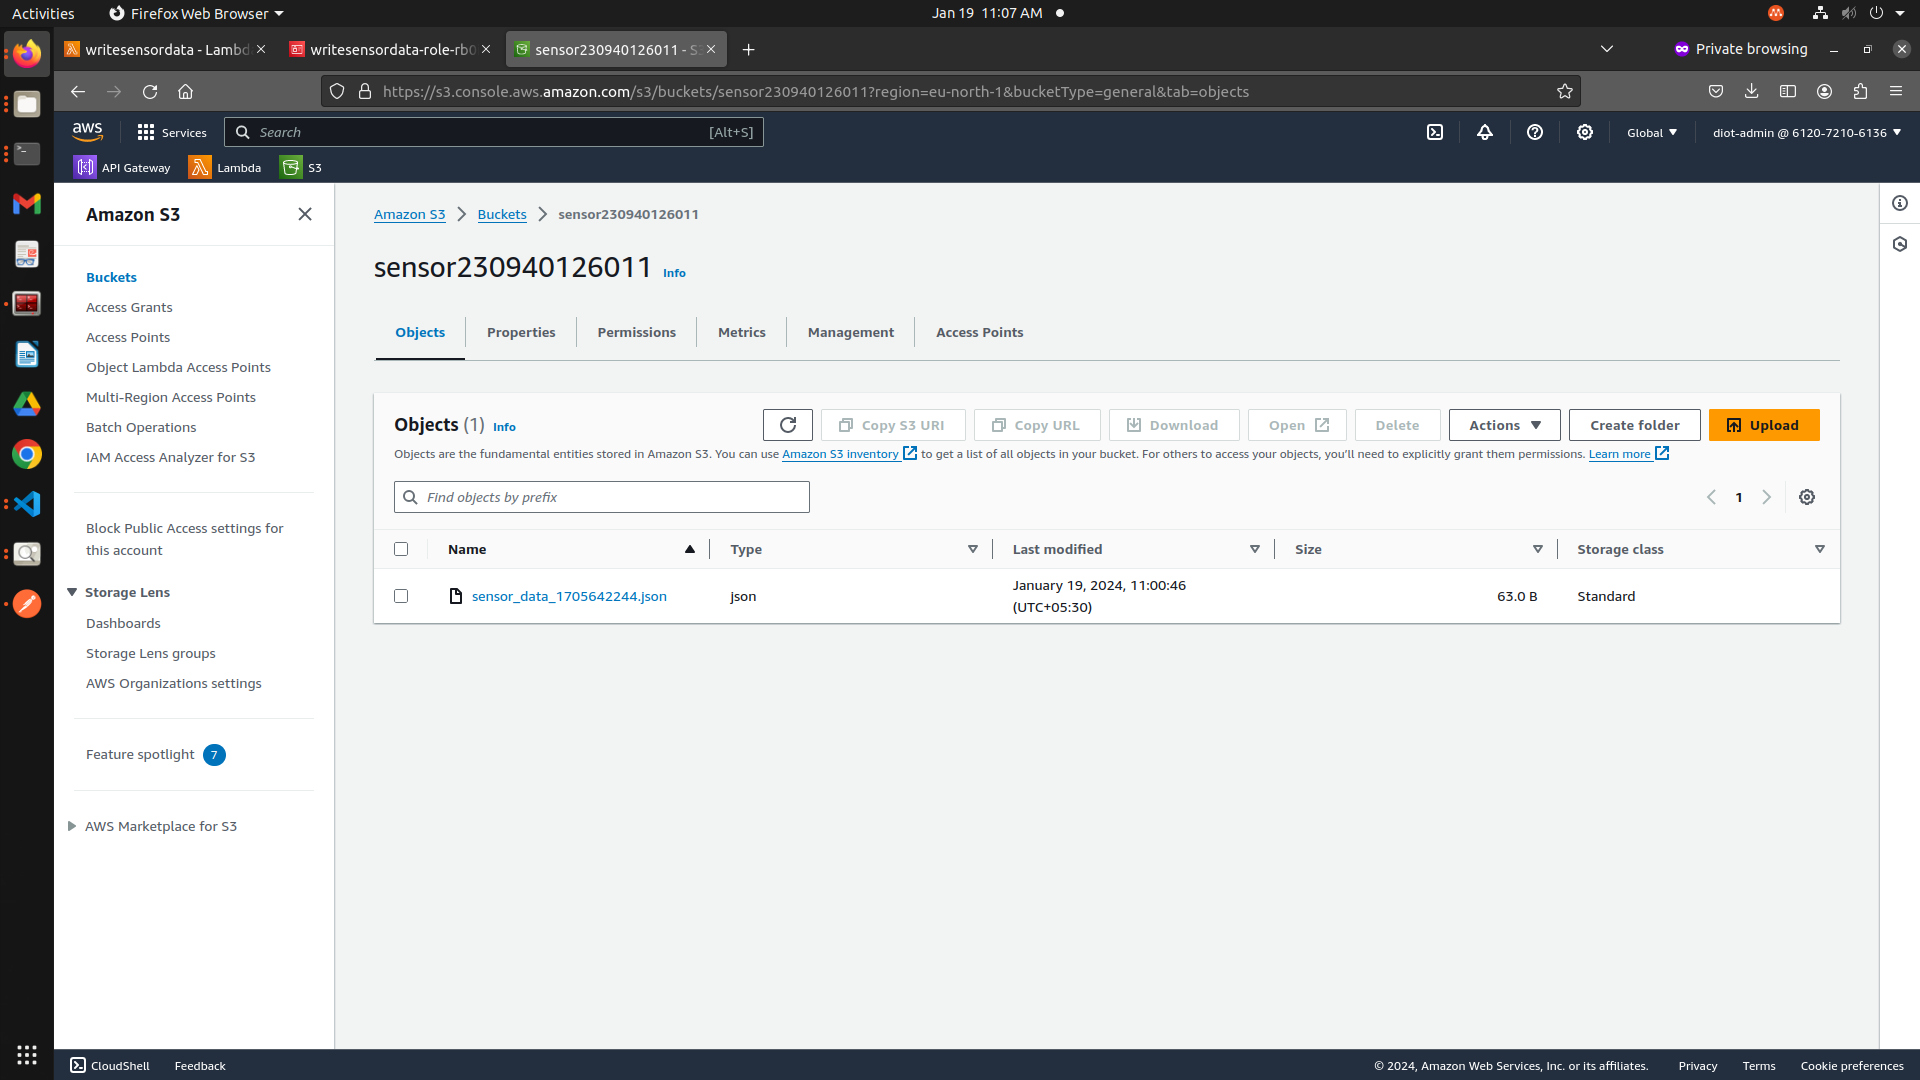 Activities
Firefox Web Browser
Jan 19 11:07 AM
writesensordata - Lambd
writesensordata-role-rb0
sensor230940126011 - S3
Private browsing
https://s3.console.aws.amazon.com/s3/buckets/sensor230940126011?region=eu-north-1&bucketType=general&tab=objects
aws
Services
Search
[Alt+S]
Global
diot-admin @ 6120-7210-6136
API Gateway
Lambda
S3
Amazon S3
Buckets
Access Grants
Access Points
Object Lambda Access Points
Multi-Region Access Points
Batch Operations
IAM Access Analyzer for S3
Block Public Access settings for
this account
Storage Lens
Dashboards
Storage Lens groups
AWS Organizations settings
Feature spotlight 7
AWS Marketplace for S3
Amazon S3 > Buckets > sensor230940126011
sensor230940126011 Info
Objects
Properties
Permissions
Metrics
Management
Access Points
Objects (1) Info
Copy S3 URI
Copy URL
Download
Open
Delete
Actions
Create folder
Upload
Objects are the fundamental entities stored in Amazon S3. You can use Amazon S3 inventory to get a list of all objects in your bucket. For others to access your objects, you'll need to explicitly grant them permissions. Learn more
Find objects by prefix
1
Name
Type
Last modified
Size
Storage class
sensor_data_1705642244.json
json
January 19, 2024, 11:00:46
(UTC+05:30)
63.0 B
Standard
CloudShell
Feedback
© 2024, Amazon Web Services, Inc. or its affiliates.
Privacy
Terms
Cookie preferences